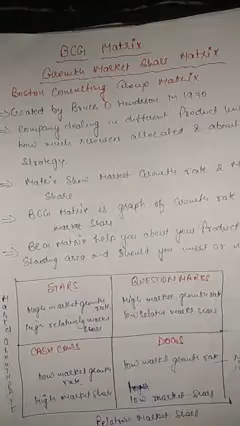 BCG Matrix
Growth Market Share Matrix
Boston Consulting Group Matrix
→ Created by Bruce D Henderson in 1970
→ Company dealing in different Product
how much resources allocated & about
Strategy.
→ Matrix Show Market Growth rate &
Share
→ BCG Matrix is graph of Growth rate
market Share
→ BCG Matrix help you about your Product
Standing area and Should you invest or
STARS
QUESTION MARKS
High market growth
rate
High relatively market
Share
High market growth rate
low relative market share
CASH COWS
DOGS
low market growth
rate.
high market share
low market growth rate
low market share
Relative Market Share